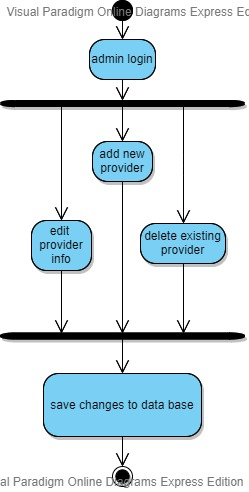 Visual Paradigm Online Diagrams Express Ed
admin login
add new
provider
edit
provider
info
delete existing
provider
save changes to data base
al Paradigm Online Diagrams Express Edition